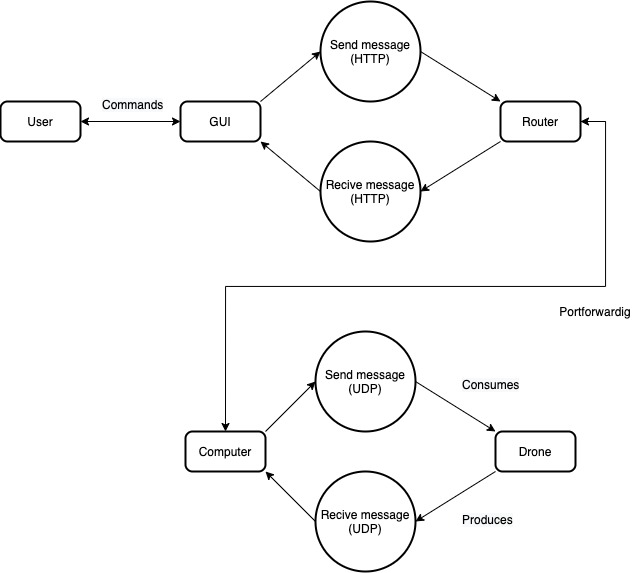 Send message
(HTTP)
Commands
User
GUI
Router
Recive message
(HTTP)
Portforwardig
Send message
(UDP)
Consumes
Computer
Drone
Recive message
(UDP)
Produces